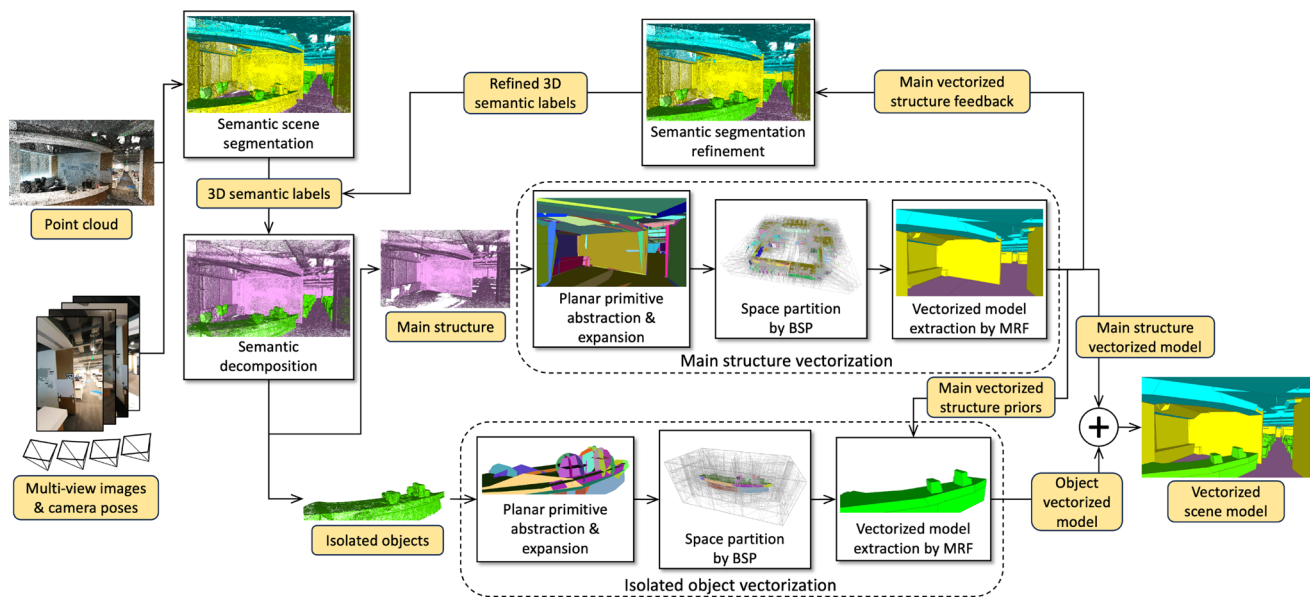 Semantic scene
segmentation
Refined 3D
semantic labels
Semantic segmentation
refinement
Main vectorized
structure feedback
Point cloud
3D semantic labels
Semantic
decomposition
Main structure
Planar primitive
abstraction &
expansion
Space partition
by BSP
Vectorized model
extraction by MRF
Main structure vectorization
Main structure
vectorized model
Main vectorized
structure priors
Multi-view images
& camera poses
Isolated objects
Planar primitive
abstraction &
expansion
Space partition
by BSP
Vectorized model
extraction by MRF
Isolated object vectorization
Object
vectorized
model
+
Vectorized
scene model